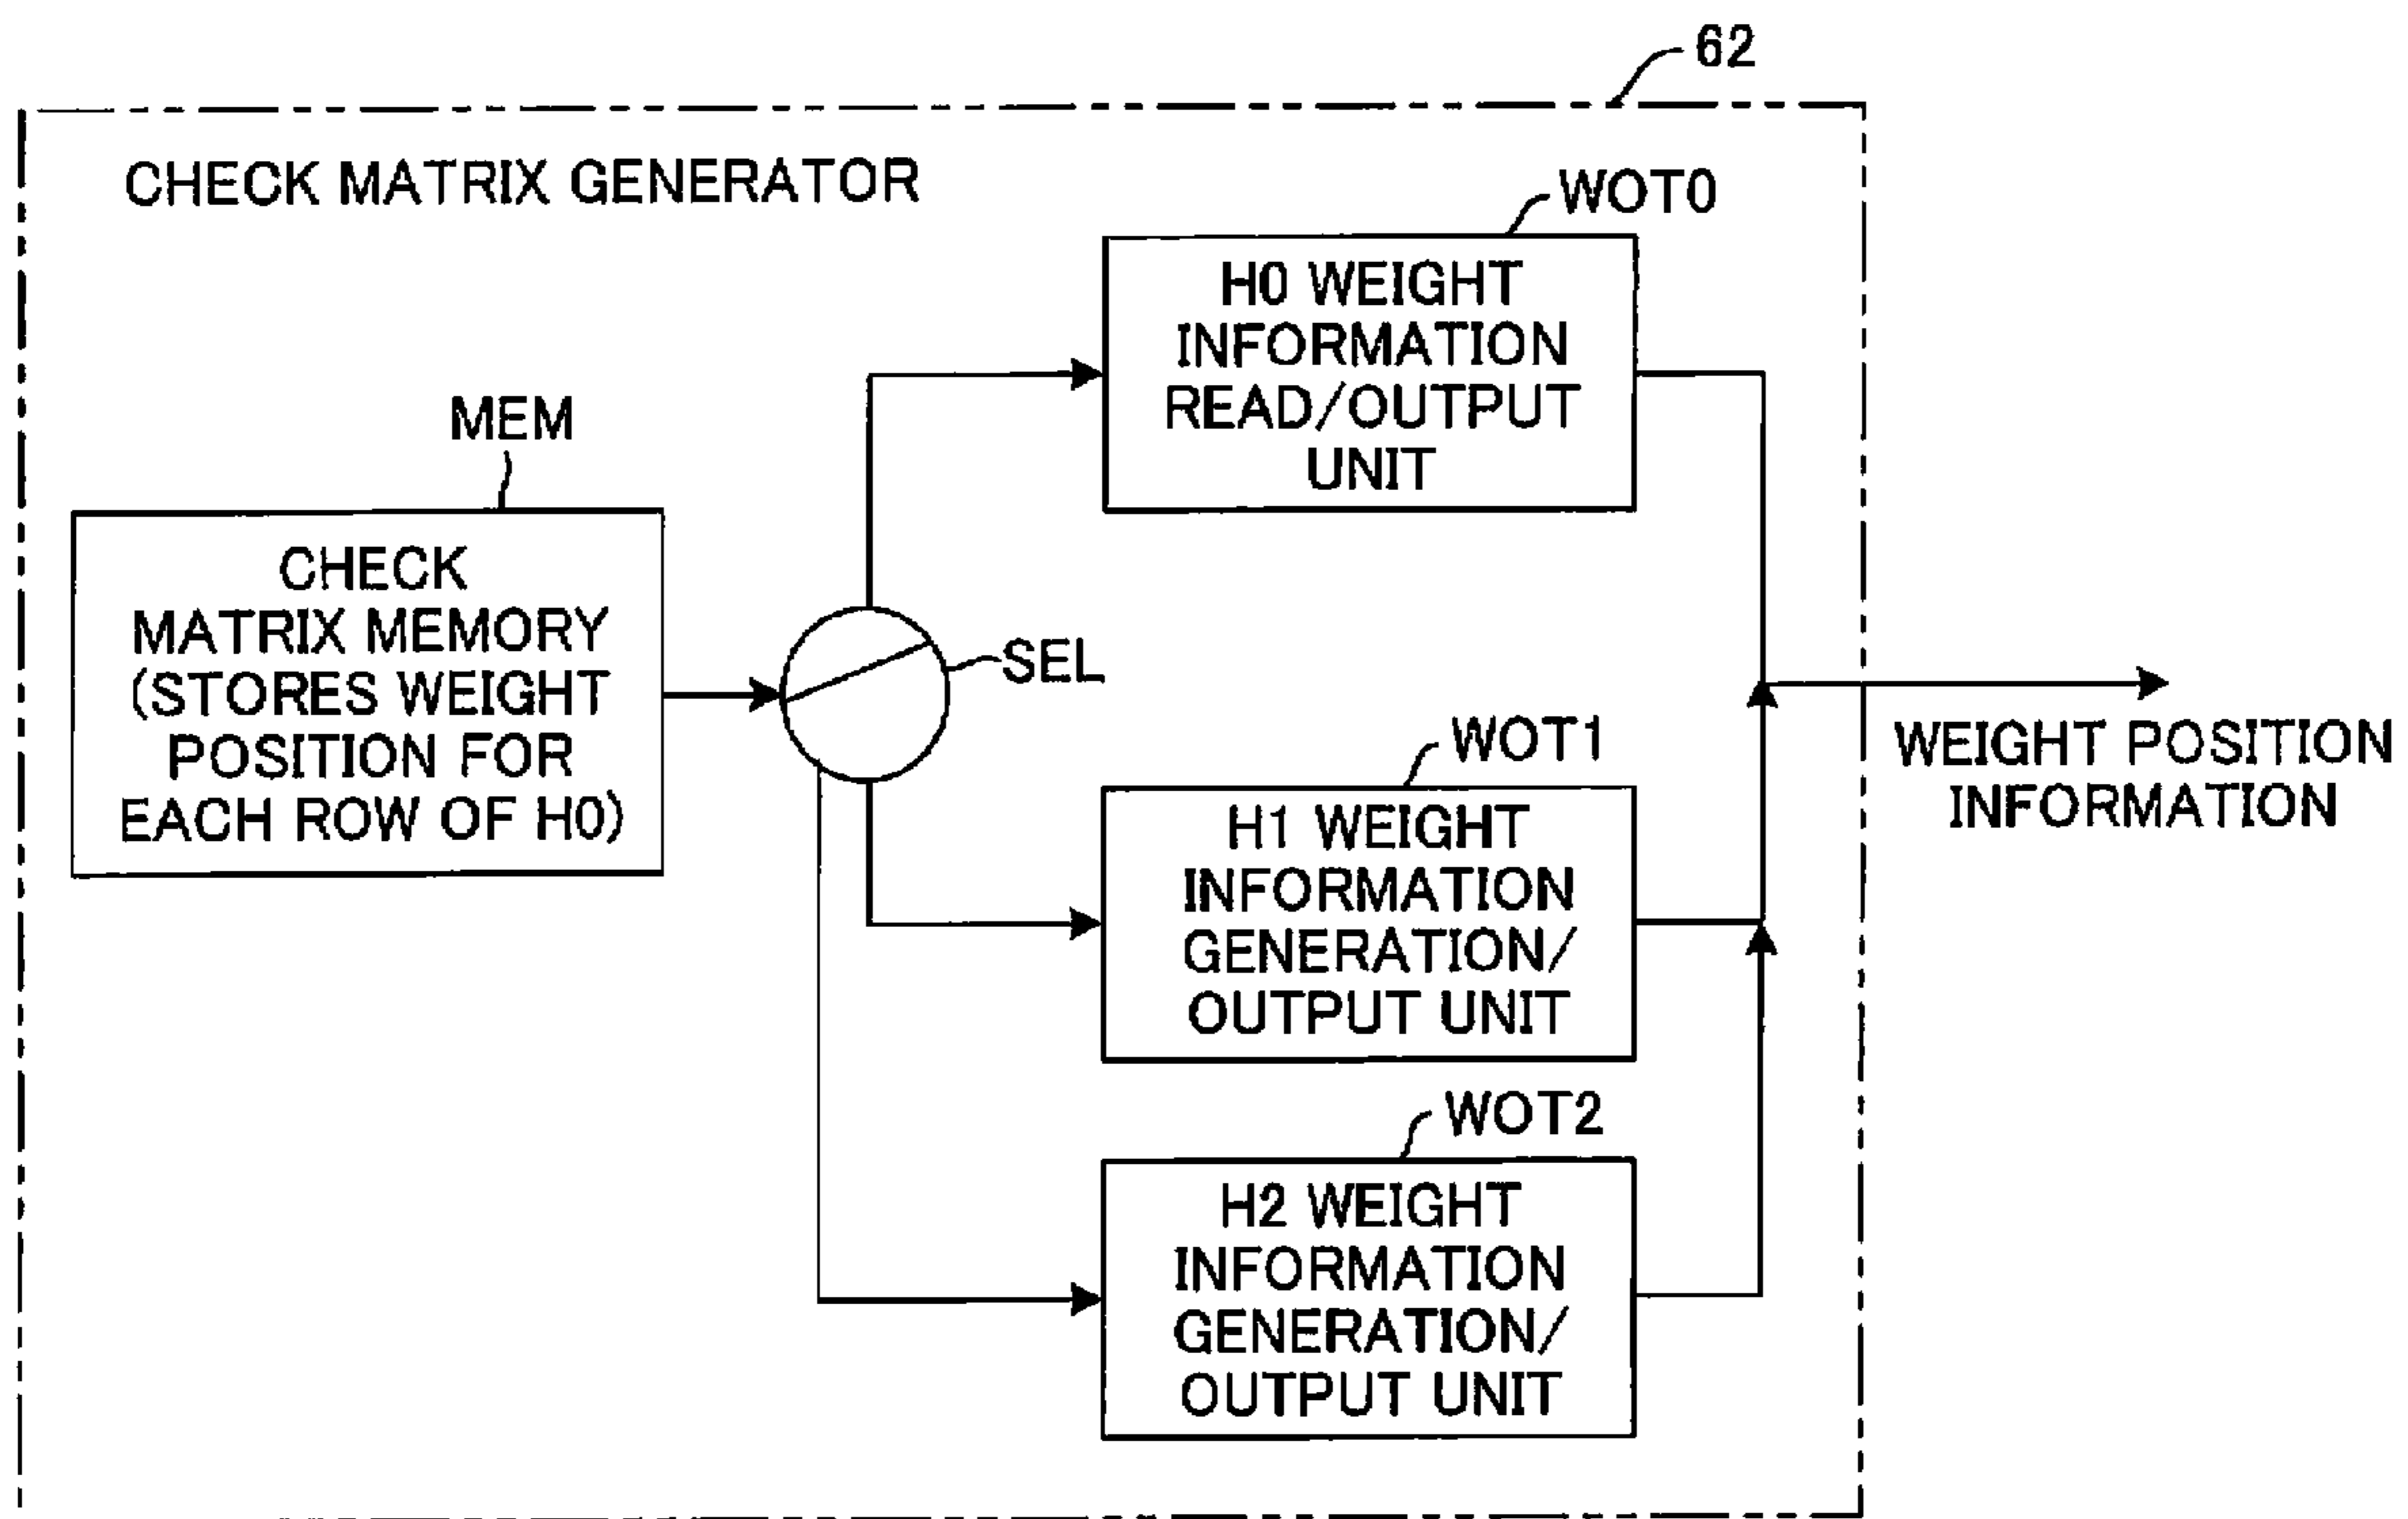 62
CHECK MATRIX GENERATOR
WOT0
H0 WEIGHT
INFORMATION
READ/OUTPUT
UNIT
MEM
CHECK
MATRIX MEMORY
(STORES WEIGHT
POSITION FOR
EACH ROW OF H0)
SEL
WOT1
H1 WEIGHT
INFORMATION
GENERATION/
OUTPUT UNIT
WEIGHT POSITION
INFORMATION
WOT2
H2 WEIGHT
INFORMATION
GENERATION/
OUTPUT UNIT